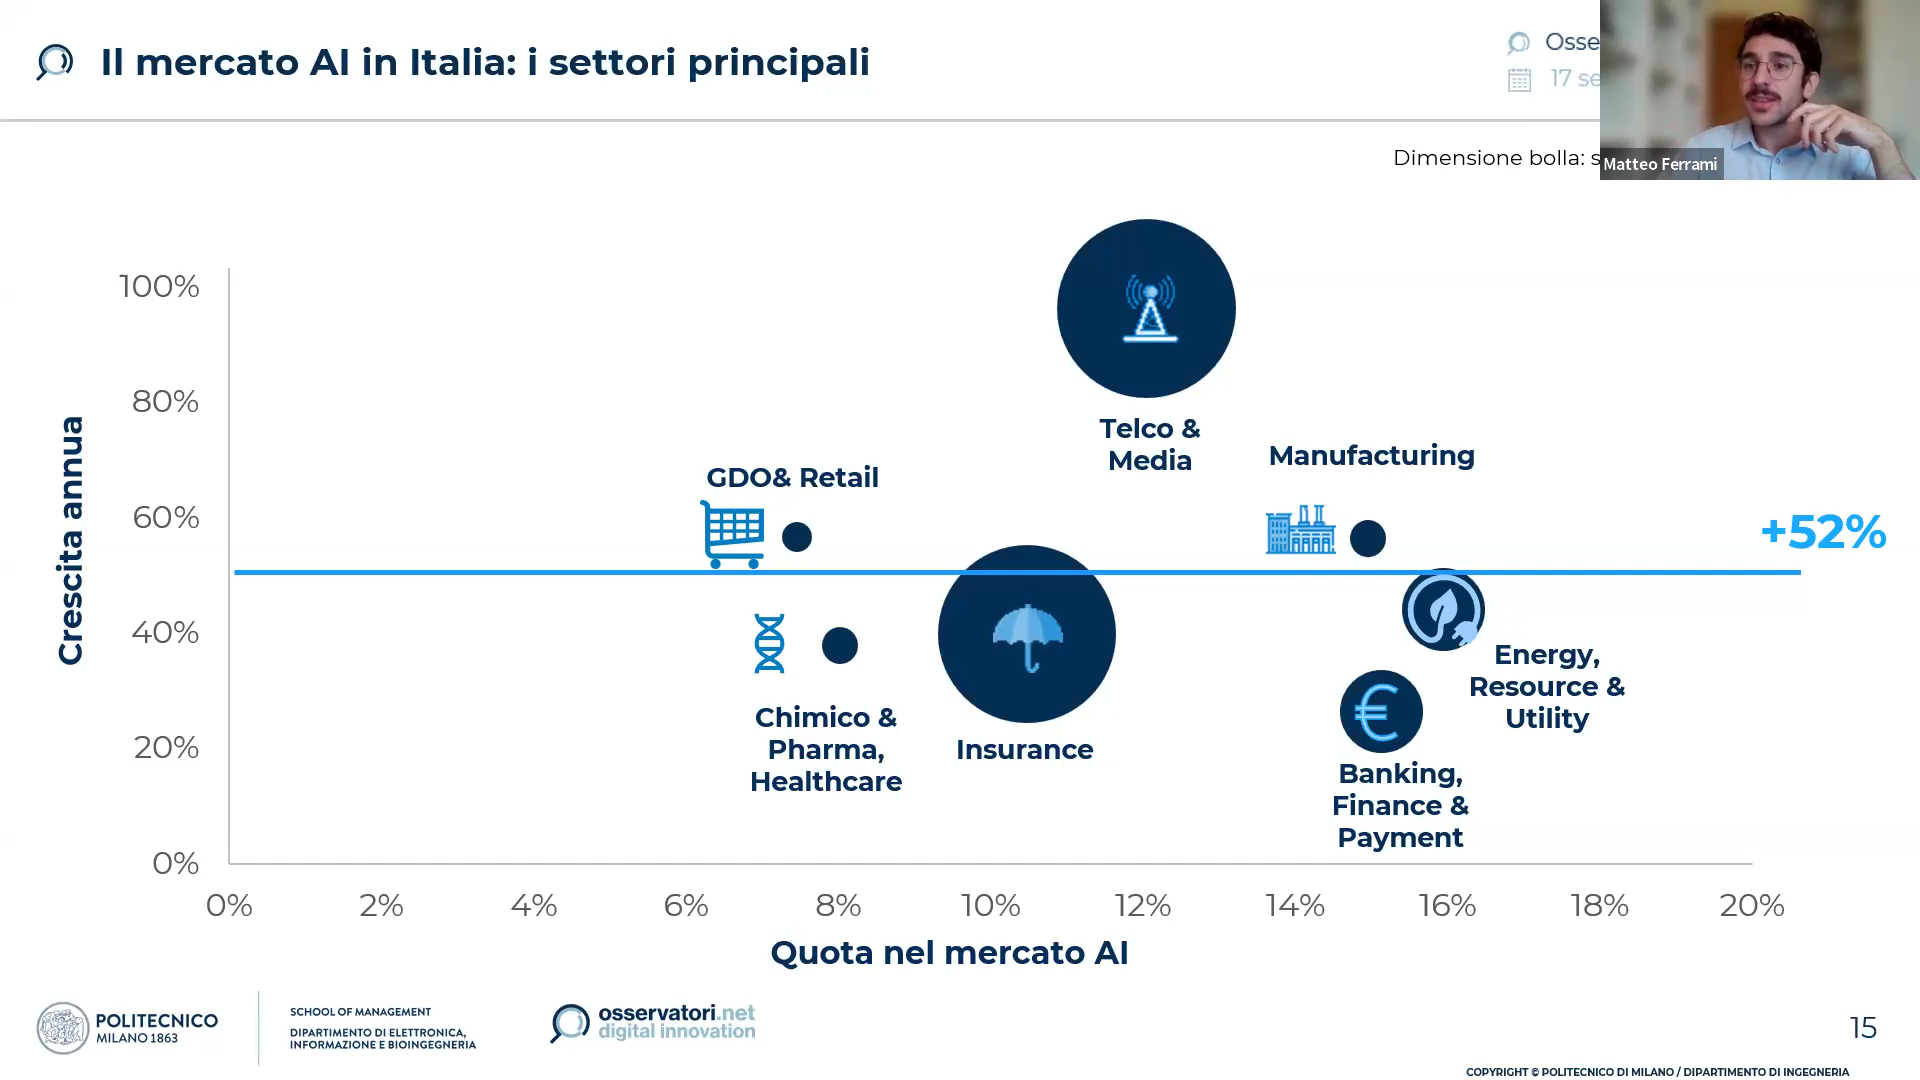 Il mercato AI in Italia: i settori principali
Osse
17 se
Matteo Ferrami
Dimensione bolla: s
Crescita annua
100%
80%
60%
40%
20%
0%
Telco &
Media
Manufacturing
GDO& Retail
+52%
Energy,
Resource &
Utility
Chimico &
Pharma,
Healthcare
Insurance
Banking,
Finance &
Payment
0% 2% 4% 6% 8% 10% 12% 14% 16% 18% 20%
Quota nel mercato AI
POLITECNICO
MILANO 1863
SCHOOL OF MANAGEMENT
DIPARTIMENTO DI ELETTRONICA,
INFORMAZIONE E BIOINGEGNERIA
osservatori.net
digital innovation
15
COPYRIGHT © POLITECNICO DI MILANO / DIPARTIMENTO DI INGEGNERIA